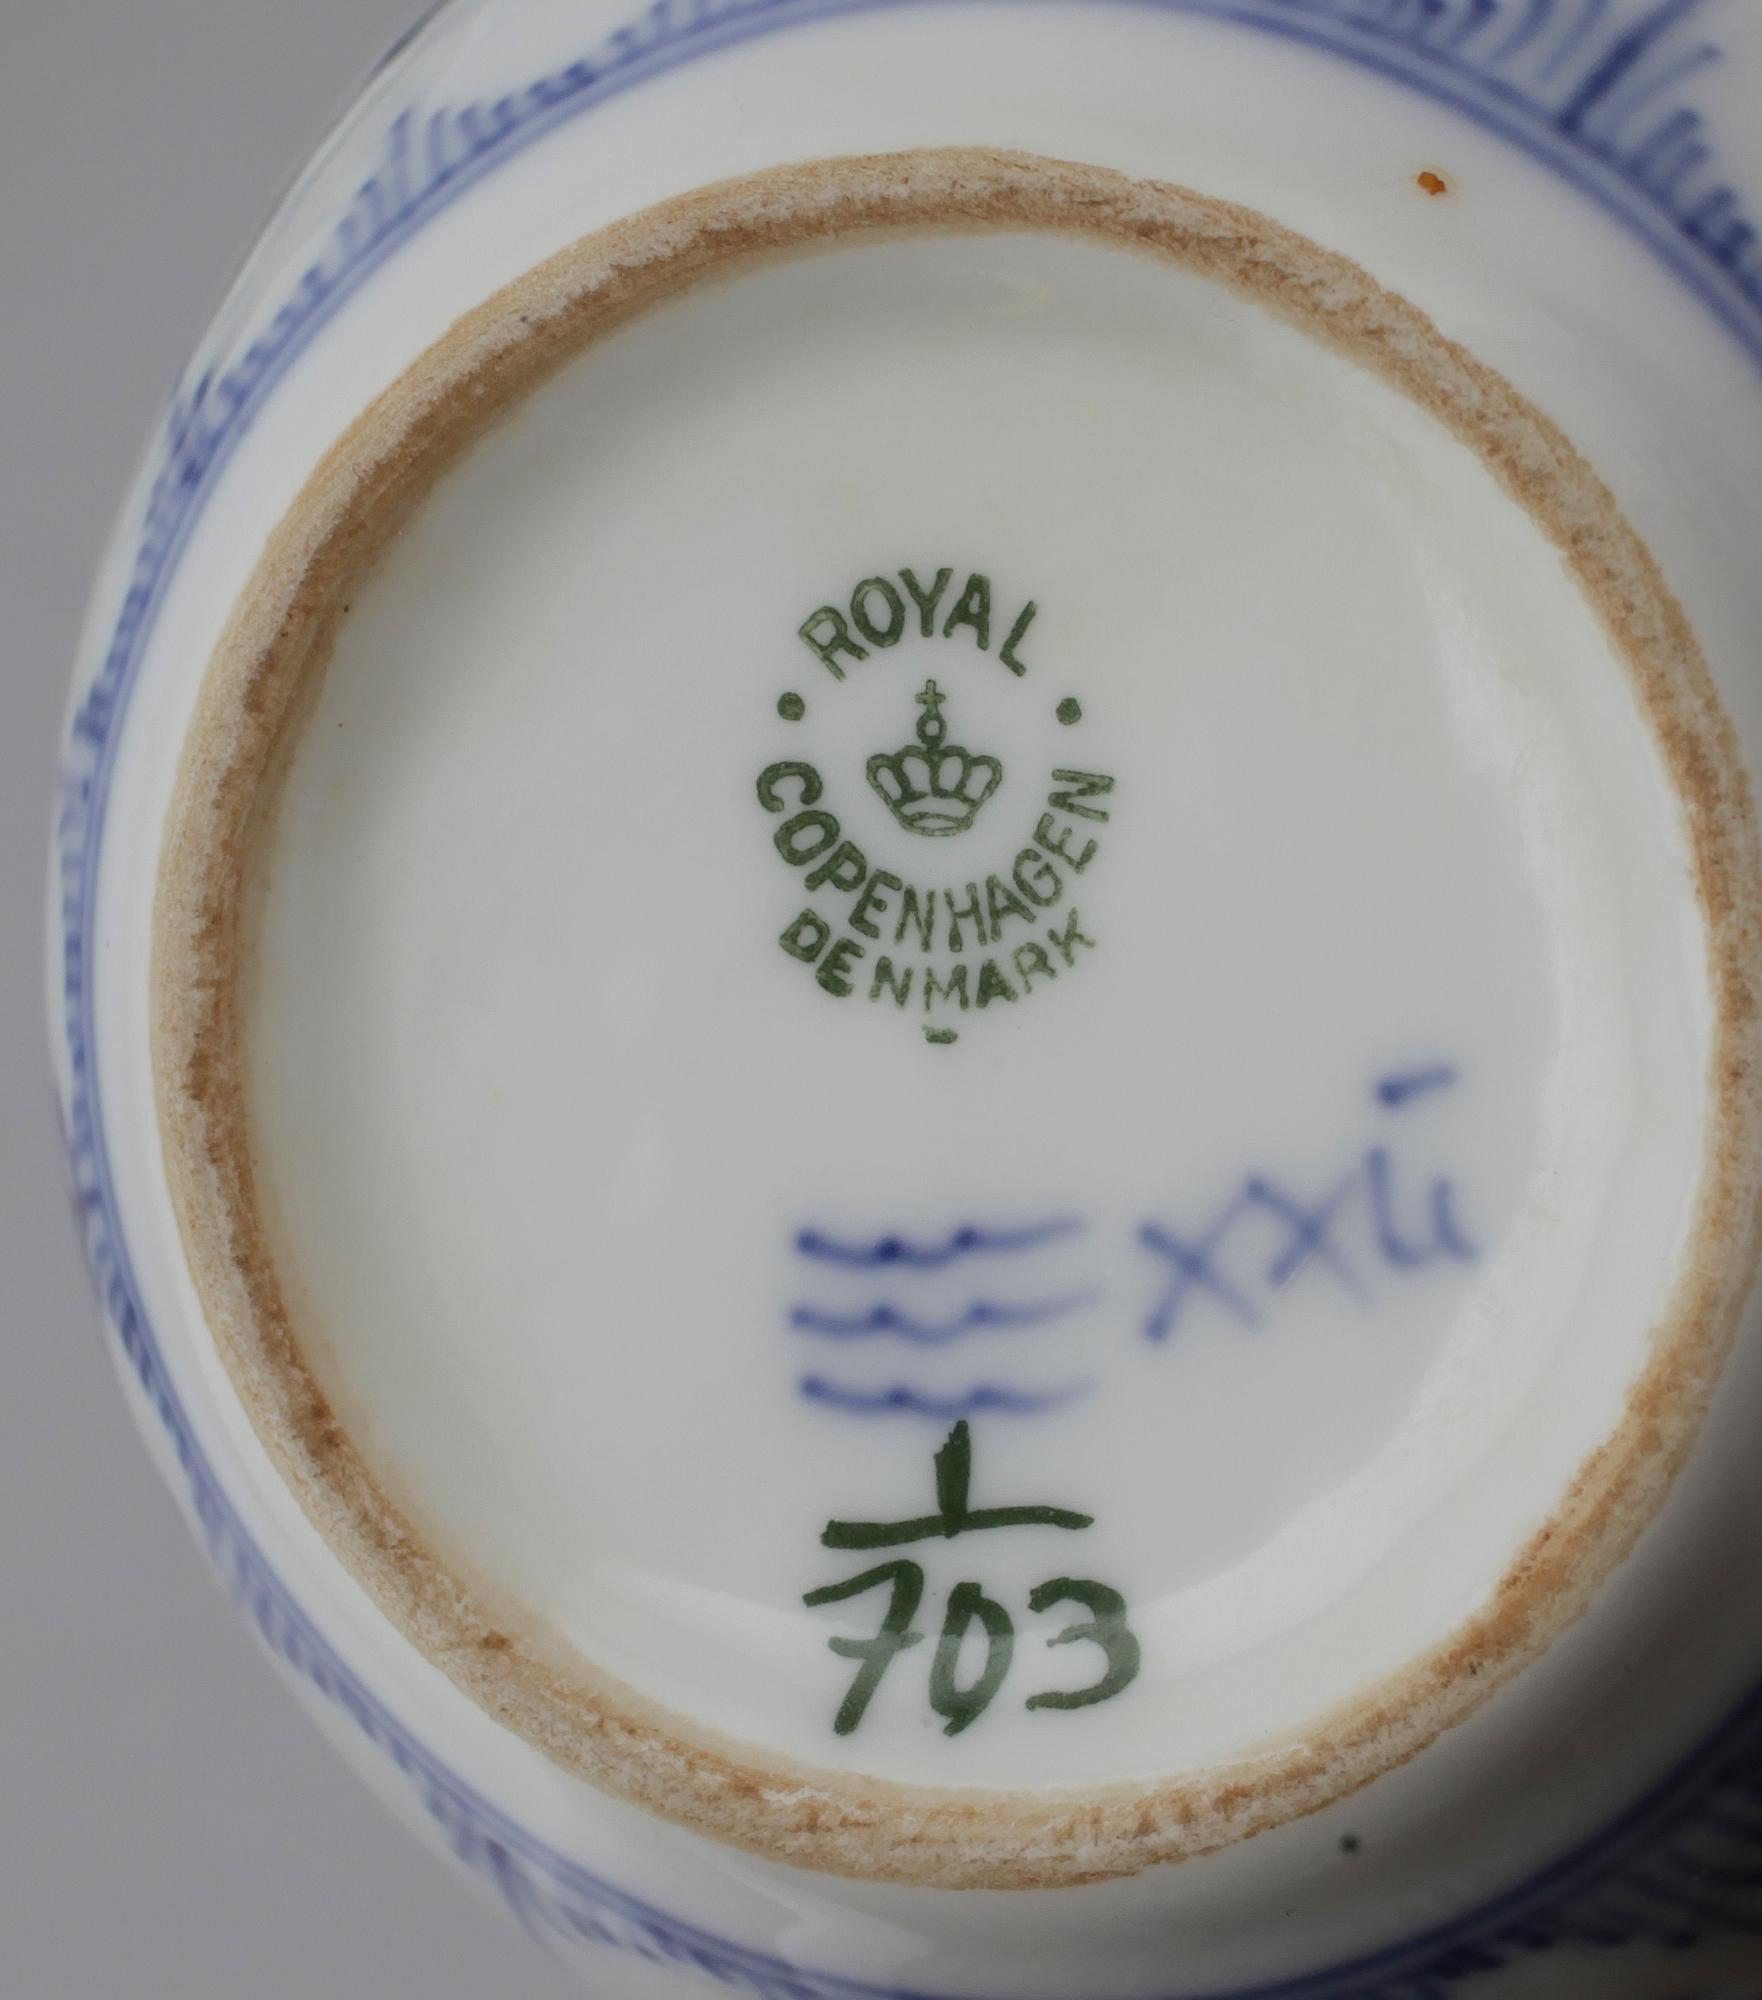 ROYAL
COPENHAGEN
DENMARK
1
703